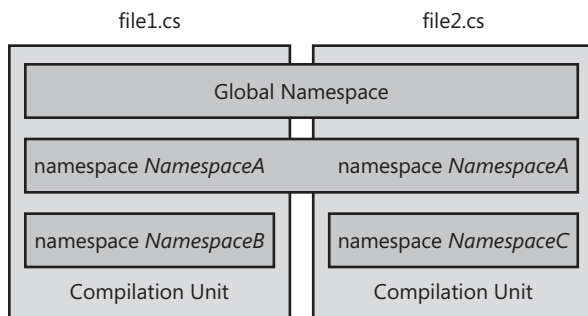 file1.cs
file2.cs
Global Namespace
namespace NamespaceA
namespace NamespaceA
namespace NamespaceB
namespace NamespaceC
Compilation Unit
Compilation Unit